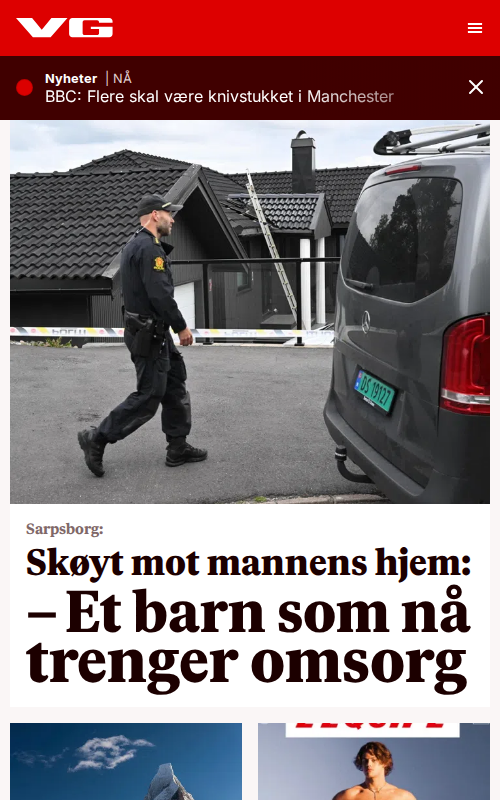 VG
Nyheter | NÅ
BBC: Flere skal være knivstukket i Manchester
DS 19127
Sarpsborg:
Skøyt mot mannens hjem:
– Et barn som nå
trenger omsorg